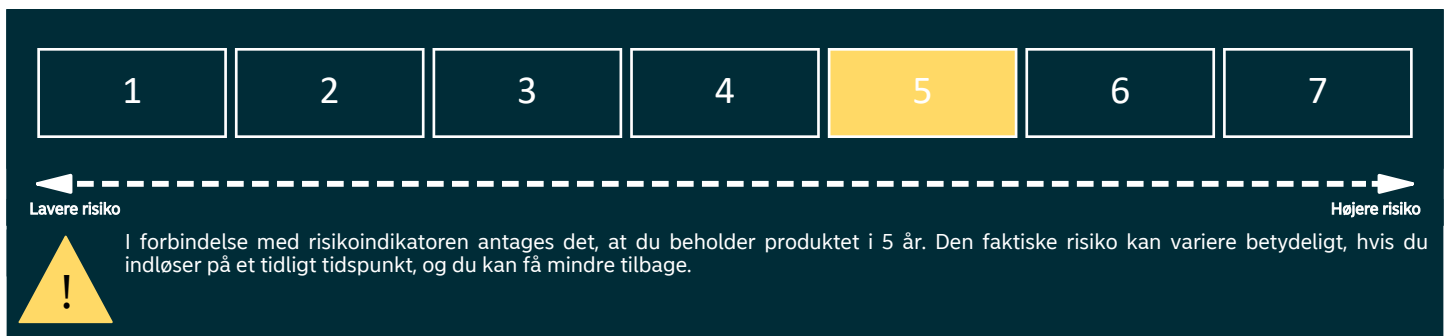 1 2 3 4 5 6 7
Lavere risiko Højere risiko
I forbindelse med risikoindikatoren antages det, at du beholder produktet i 5 år. Den faktiske risiko kan variere betydeligt, hvis du
indløser på et tidligt tidspunkt, og du kan få mindre tilbage.
!